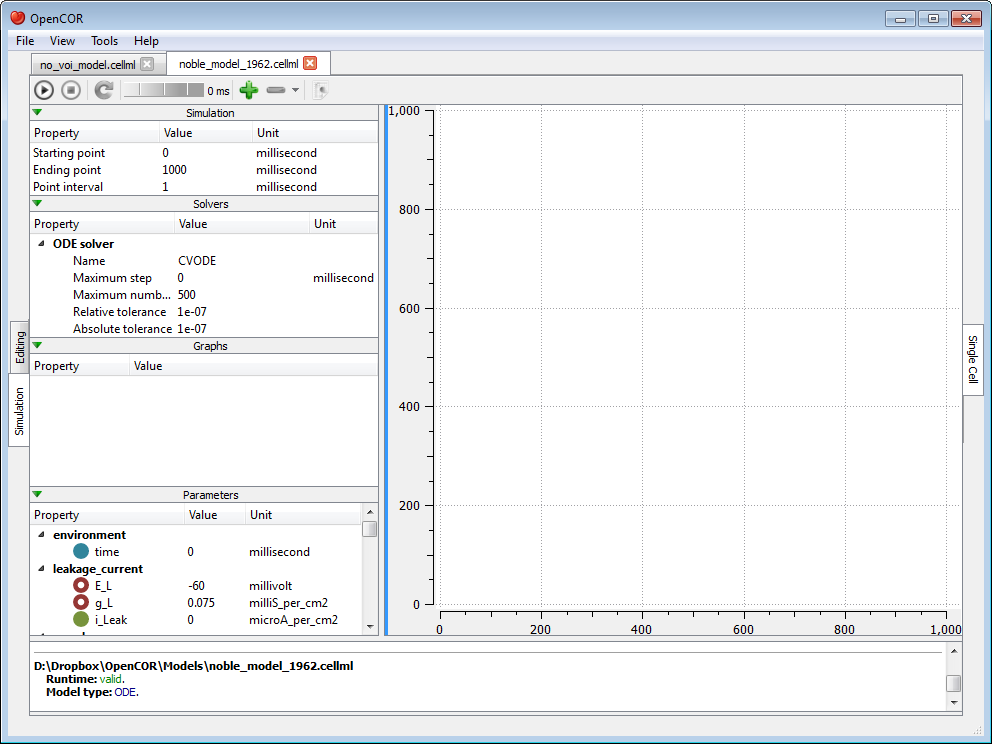 OpenCOR
File View Tools Help
no_voi_model.cellml noble_model_1962.cellml
0 ms
Simulation
Property Value Unit
Starting point 0 millisecond
Ending point 1000 millisecond
Point interval 1 millisecond
Solvers
Property Value Unit
ODE solver
Name CVODE
Maximum step 0 millisecond
Maximum numb... 500
Relative tolerance 1e-07
Absolute tolerance 1e-07
Graphs
Property Value
Parameters
Property Value Unit
environment
time 0 millisecond
leakage_current
E_L -60 millivolt
g_L 0.075 milliS_per_cm2
i_Leak 0 microA_per_cm2
Editing
Simulation
1,000
800
600
400
200
0
0 200 400 600 800 1,000
Single Cell
D:\Dropbox\OpenCOR\Models\noble_model_1962.cellml
Runtime: valid.
Model type: ODE.